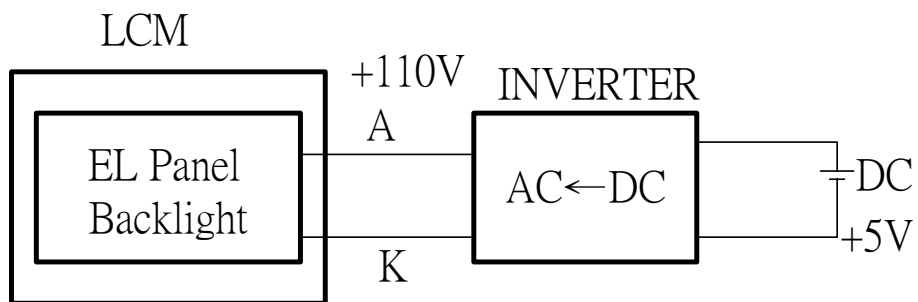 LCM
+110V
A
INVERTER
EL Panel
Backlight
AC←DC
DC
+5V
K